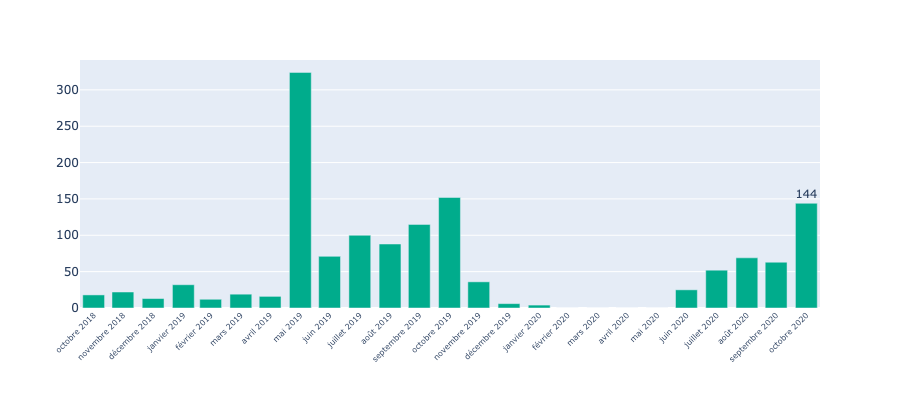 300
250
200
150
100
50
0
144
octobre 2018
novembre 2018
décembre 2018
janvier 2019
février 2019
mars 2019
avril 2019
mai 2019
juin 2019
juillet 2019
août 2019
septembre 2019
octobre 2019
novembre 2019
décembre 2019
janvier 2020
février 2020
mars 2020
avril 2020
mai 2020
juin 2020
juillet 2020
août 2020
septembre 2020
octobre 2020